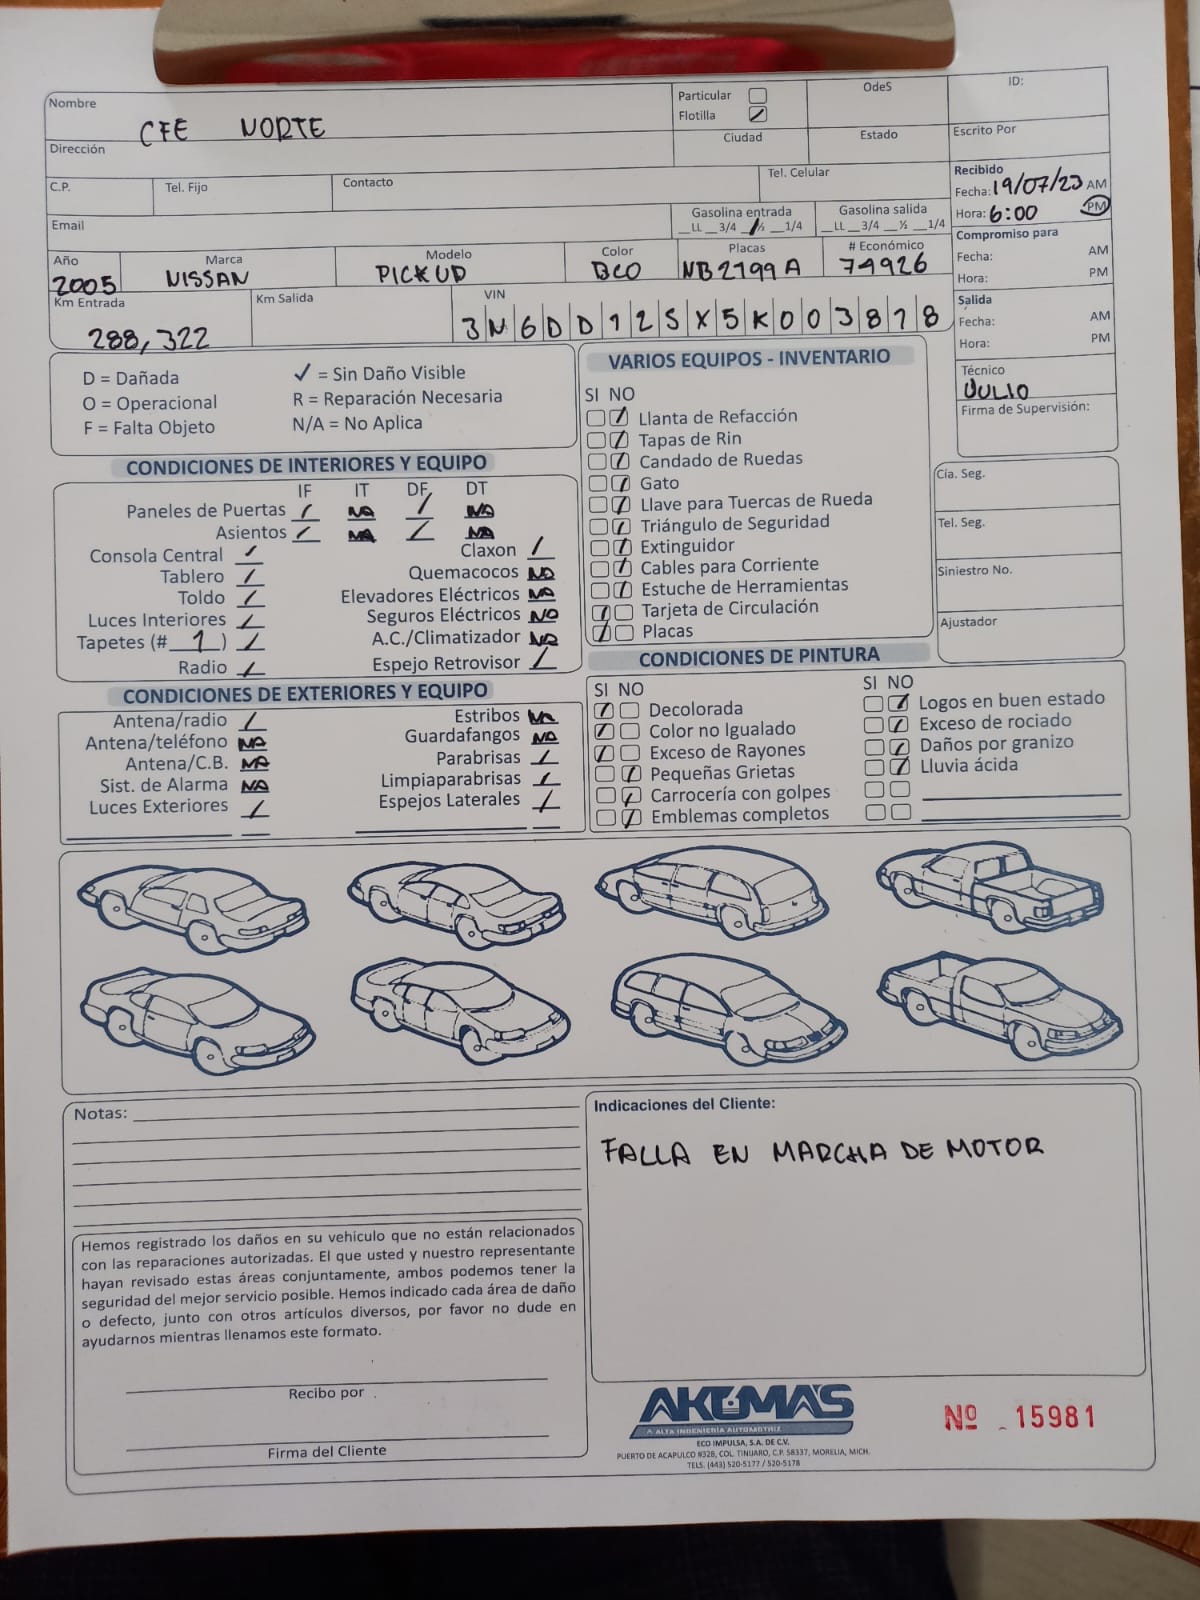 Nombre CFE NORTE
Particular
Flotilla ✓
OdeS
ID:
Dirección
Ciudad
Estado
Escrito Por
C.P.
Tel. Fijo
Contacto
Tel. Celular
Recibido
Fecha: 19/07/23 AM
Hora: 6:00 PM
Email
Gasolina entrada
_LL _3/4 _½ _1/4
Gasolina salida
_LL _3/4 _½ _1/4
Compromiso para
Fecha: AM
Hora: PM
Año 2005
Marca NISSAN
Modelo PICKUP
Color BCO
Placas NB2799A
# Económico 74926
Km Entrada 288,322
Km Salida
VIN 3N6DD12SX5K003878
Salida
Fecha: AM
Hora: PM
Técnico
JULIO
Firma de Supervisión:
D = Dañada
✓ = Sin Daño Visible
O = Operacional
R = Reparación Necesaria
F = Falta Objeto
N/A = No Aplica
CONDICIONES DE INTERIORES Y EQUIPO
IF IT DF DT
Paneles de Puertas / NA / NA
Asientos / NA / NA
Consola Central /
Tablero /
Toldo /
Luces Interiores /
Tapetes (# 1 ) /
Radio /
Claxon /
Quemacocos NA
Elevadores Eléctricos NA
Seguros Eléctricos NO
A.C./Climatizador NA
Espejo Retrovisor /
CONDICIONES DE EXTERIORES Y EQUIPO
Antena/radio /
Antena/teléfono NA
Antena/C.B. NA
Sist. de Alarma NA
Luces Exteriores /
Estribos NA
Guardafangos NA
Parabrisas /
Limpiaparabrisas /
Espejos Laterales /
VARIOS EQUIPOS - INVENTARIO
SI NO
Llanta de Refacción
Tapas de Rin
Candado de Ruedas
Gato
Llave para Tuercas de Rueda
Triángulo de Seguridad
Extinguidor
Cables para Corriente
Estuche de Herramientas
Tarjeta de Circulación
Placas
Cía. Seg.
Tel. Seg.
Siniestro No.
Ajustador
CONDICIONES DE PINTURA
SI NO
Decolorada
Color no Igualado
Exceso de Rayones
Pequeñas Grietas
Carrocería con golpes
Emblemas completos
SI NO
Logos en buen estado
Exceso de rociado
Daños por granizo
Lluvia ácida
Notas:
Indicaciones del Cliente:
FALLA EN MARCHA DE MOTOR
Hemos registrado los daños en su vehículo que no están relacionados
con las reparaciones autorizadas. El que usted y nuestro representante
hayan revisado estas áreas conjuntamente, ambos podemos tener la
seguridad del mejor servicio posible. Hemos indicado cada área de daño
o defecto, junto con otros artículos diversos, por favor no dude en
ayudarnos mientras llenamos este formato.
Recibo por
Firma del Cliente
AKUMAS
ALTA INGENIERÍA AUTOMOTRIZ
ECO IMPULSA, S.A. DE C.V.
PUERTO DE ACAPULCO #328, COL. TINIJARO, C.P. 58337, MORELIA, MICH.
TELS. (443) 520-5177 / 520-5178
Nº 15981